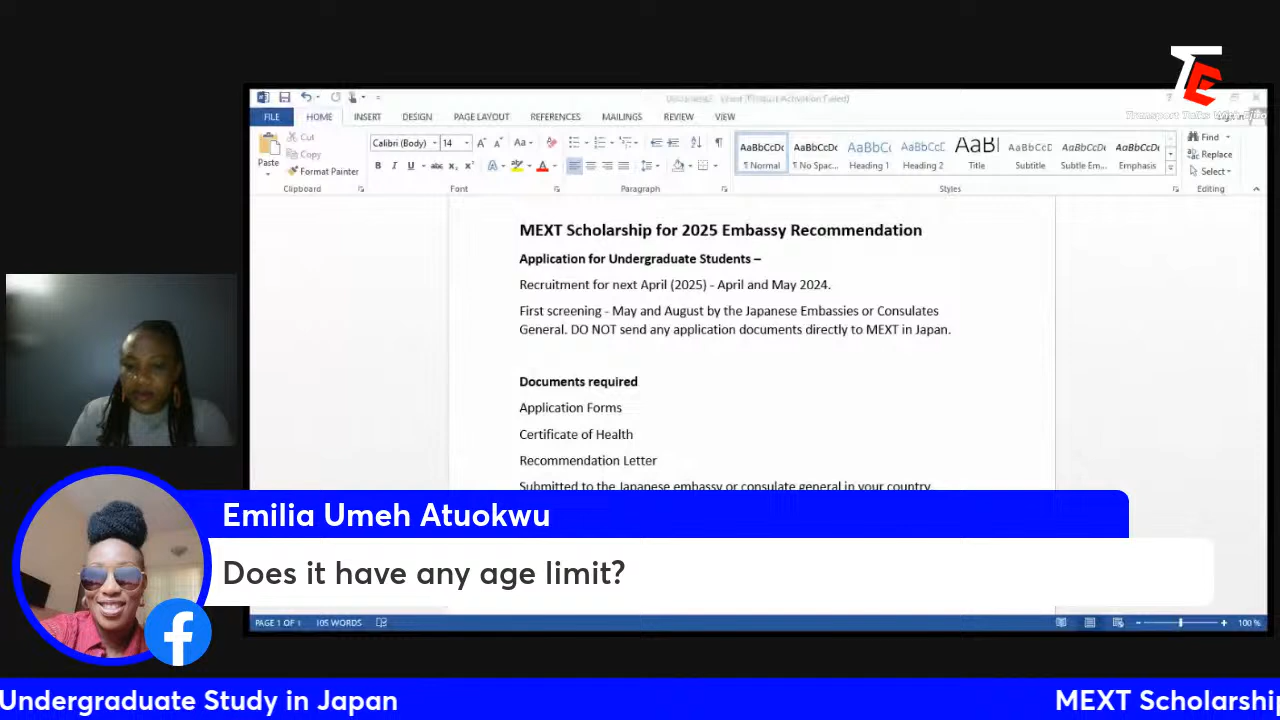 TE
FILE HOME INSERT DESIGN PAGE LAYOUT REFERENCES MAILINGS REVIEW VIEW
Paste
Cut
Copy
Format Painter
Calibri (Body) 14
AaBbCcDc AaBbCcDc AaBbC( AaBbCcC AaB( AaBbCcC AaBbCcDc AaBbCcDc
¶ Normal ¶ No Spac... Heading 1 Heading 2 Title Subtitle Subtle Em... Emphasis
Find
Replace
Select
Clipboard Font Paragraph Styles Editing
MEXT Scholarship for 2025 Embassy Recommendation
Application for Undergraduate Students –
Recruitment for next April (2025) - April and May 2024.
First screening - May and August by the Japanese Embassies or Consulates
General. DO NOT send any application documents directly to MEXT in Japan.
Documents required
Application Forms
Certificate of Health
Recommendation Letter
Submitted to the Japanese embassy or consulate general in your country.
Emilia Umeh Atuokwu
Does it have any age limit?
PAGE 1 OF 1 105 WORDS 100 %
Undergraduate Study in Japan
MEXT Scholarship